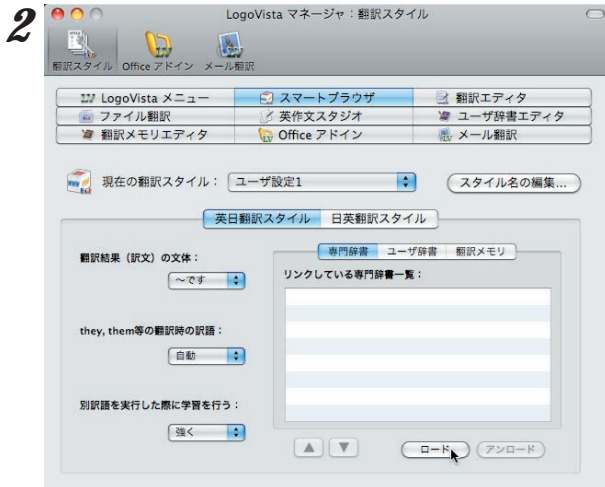 2
LogoVista マネージャ：翻訳スタイル
翻訳スタイル Office アドイン メール翻訳
LogoVista メニュー スマートブラウザ 翻訳エディタ
ファイル翻訳 英作文スタジオ ユーザ辞書エディタ
翻訳メモリエディタ Office アドイン メール翻訳
現在の翻訳スタイル： ユーザ設定1 スタイル名の編集...
英日翻訳スタイル 日英翻訳スタイル
専門辞書 ユーザ辞書 翻訳メモリ
翻訳結果（訳文）の文体：
リンクしている専門辞書一覧：
〜です
they, them等の翻訳時の訳語：
自動
別訳語を実行した際に学習を行う：
強く
ロード アンロード